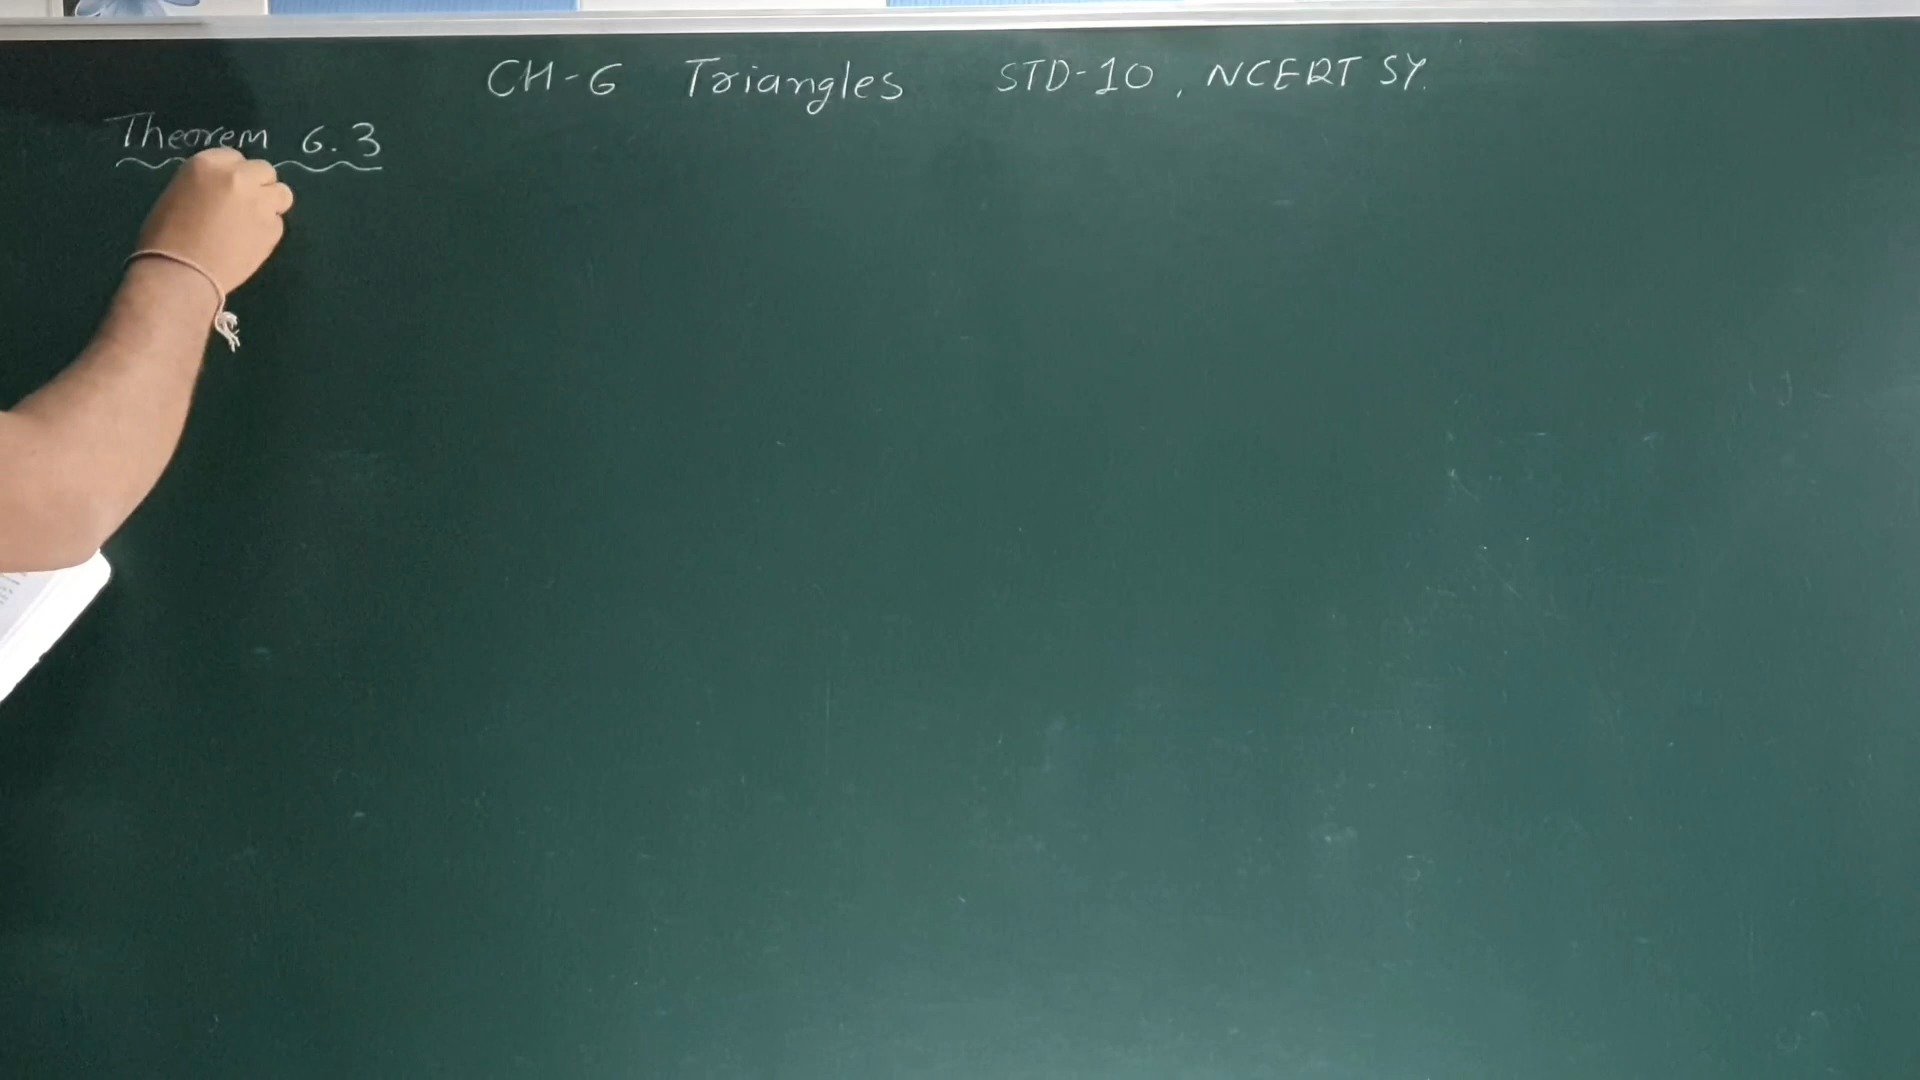 CH-6 Triangles STD-10, NCERT SY.
Theorem 6.3